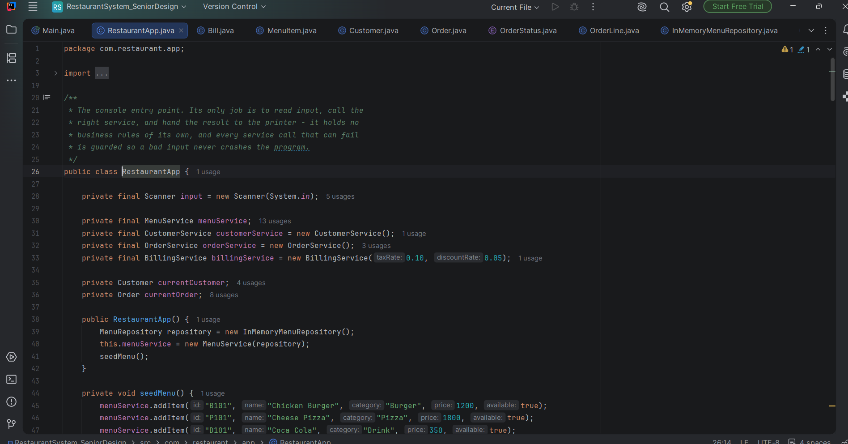 RS RestaurantSystem_SeniorDesign Version Control Current File Start Free Trial
Main.java RestaurantApp.java Bill.java MenuItem.java Customer.java Order.java OrderStatus.java OrderLine.java InMemoryMenuRepository.java
1 package com.restaurant.app; 1 1
2
3 import ...
19
20 /**
21 * The console entry point. Its only job is to read input, call the
22 * right service, and hand the result to the printer - it holds no
23 * business rules of its own, and every service call that can fail
24 * is guarded so a bad input never crashes the program.
25 */
26 public class RestaurantApp { 1 usage
27
28 private final Scanner input = new Scanner(System.in); 5 usages
29
30 private final MenuService menuService; 13 usages
31 private final CustomerService customerService = new CustomerService(); 1 usage
32 private final OrderService orderService = new OrderService(); 3 usages
33 private final BillingService billingService = new BillingService( taxRate: 0.10, discountRate: 0.05); 1 usage
34
35 private Customer currentCustomer; 4 usages
36 private Order currentOrder; 8 usages
37
38 public RestaurantApp() { 1 usage
39 MenuRepository repository = new InMemoryMenuRepository();
40 this.menuService = new MenuService(repository);
41 seedMenu();
42 }
43
44 private void seedMenu() { 1 usage
45 menuService.addItem( id: "B101", name: "Chicken Burger", category: "Burger", price: 1200, available: true);
46 menuService.addItem( id: "P101", name: "Cheese Pizza", category: "Pizza", price: 1800, available: true);
47 menuService.addItem( id: "D101", name: "Coca Cola", category: "Drink", price: 350, available: true);
RestaurantSystem_SeniorDesign > src > com > restaurant > app > RestaurantApp 26:14 LF UTF-8 4 spaces